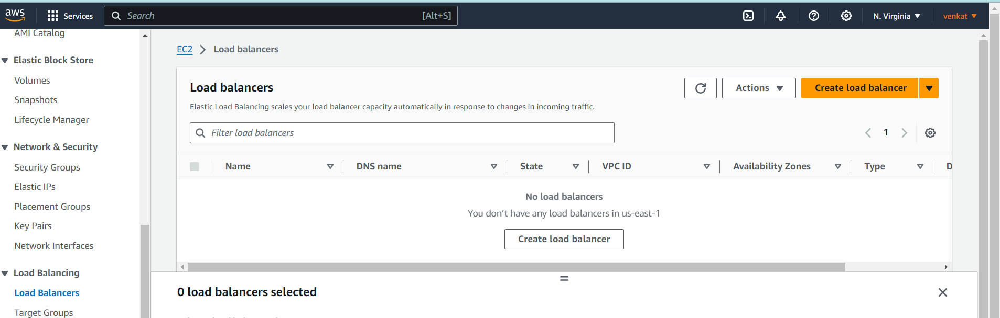 aws
Services
Search
[Alt+S]
N. Virginia
venkat
AMI Catalog
Elastic Block Store
Volumes
Snapshots
Lifecycle Manager
Network & Security
Security Groups
Elastic IPs
Placement Groups
Key Pairs
Network Interfaces
Load Balancing
Load Balancers
Target Groups
EC2
Load balancers
Load balancers
Actions
Create load balancer
Elastic Load Balancing scales your load balancer capacity automatically in response to changes in incoming traffic.
Filter load balancers
1
Name
DNS name
State
VPC ID
Availability Zones
Type
D
No load balancers
You don’t have any load balancers in us-east-1
Create load balancer
0 load balancers selected